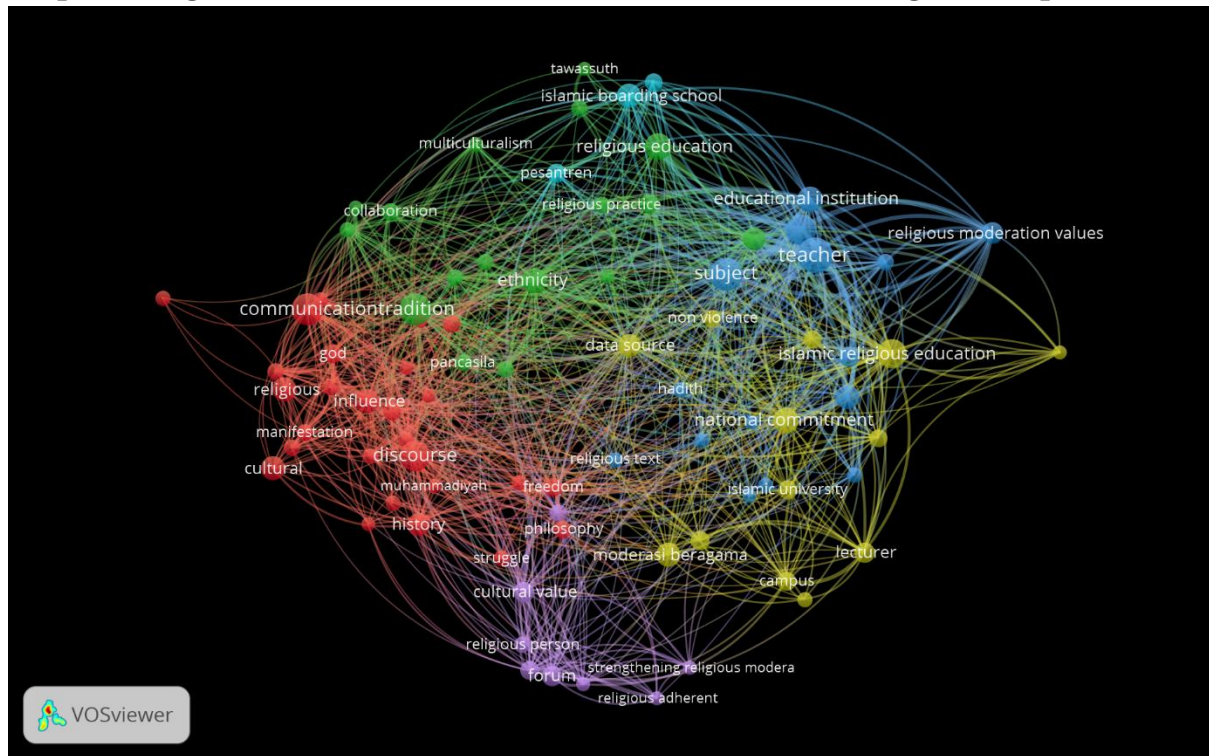 tawassuth
islamic boarding school
multiculturalism
religious education
pesantren
educational institution
collaboration
religious practice
religious moderation values
teacher
subject
ethnicity
communicationtradition
non violence
data source
islamic religious education
god
pancasila
religious
hadith
influence
national commitment
manifestation
discourse
religious text
cultural
muhammadiyah
freedom
islamic university
history
philosophy
struggle
moderasi beragama
lecturer
campus
cultural value
religious person
strengthening religious modera
forum
religious adherent
VOSviewer